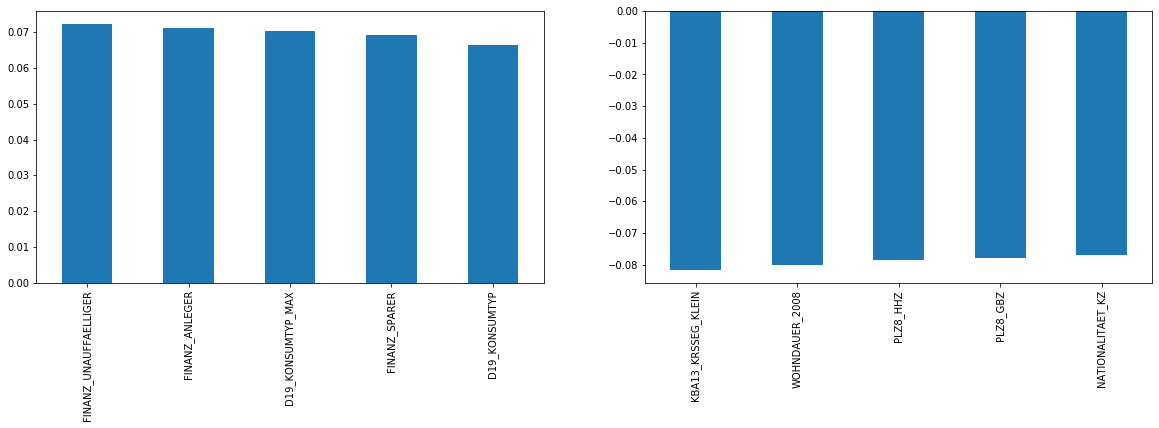 0.07
0.06
0.05
0.04
0.03
0.02
0.01
0.00
FINANZ_UNAUFFAELLIGER
FINANZ_ANLEGER
D19_KONSUMTYP_MAX
FINANZ_SPARER
D19_KONSUMTYP
0.00
−0.01
−0.02
−0.03
−0.04
−0.05
−0.06
−0.07
−0.08
KBA13_KRSSEG_KLEIN
WOHNDAUER_2008
PLZ8_HHZ
PLZ8_GBZ
NATIONALITAET_KZ